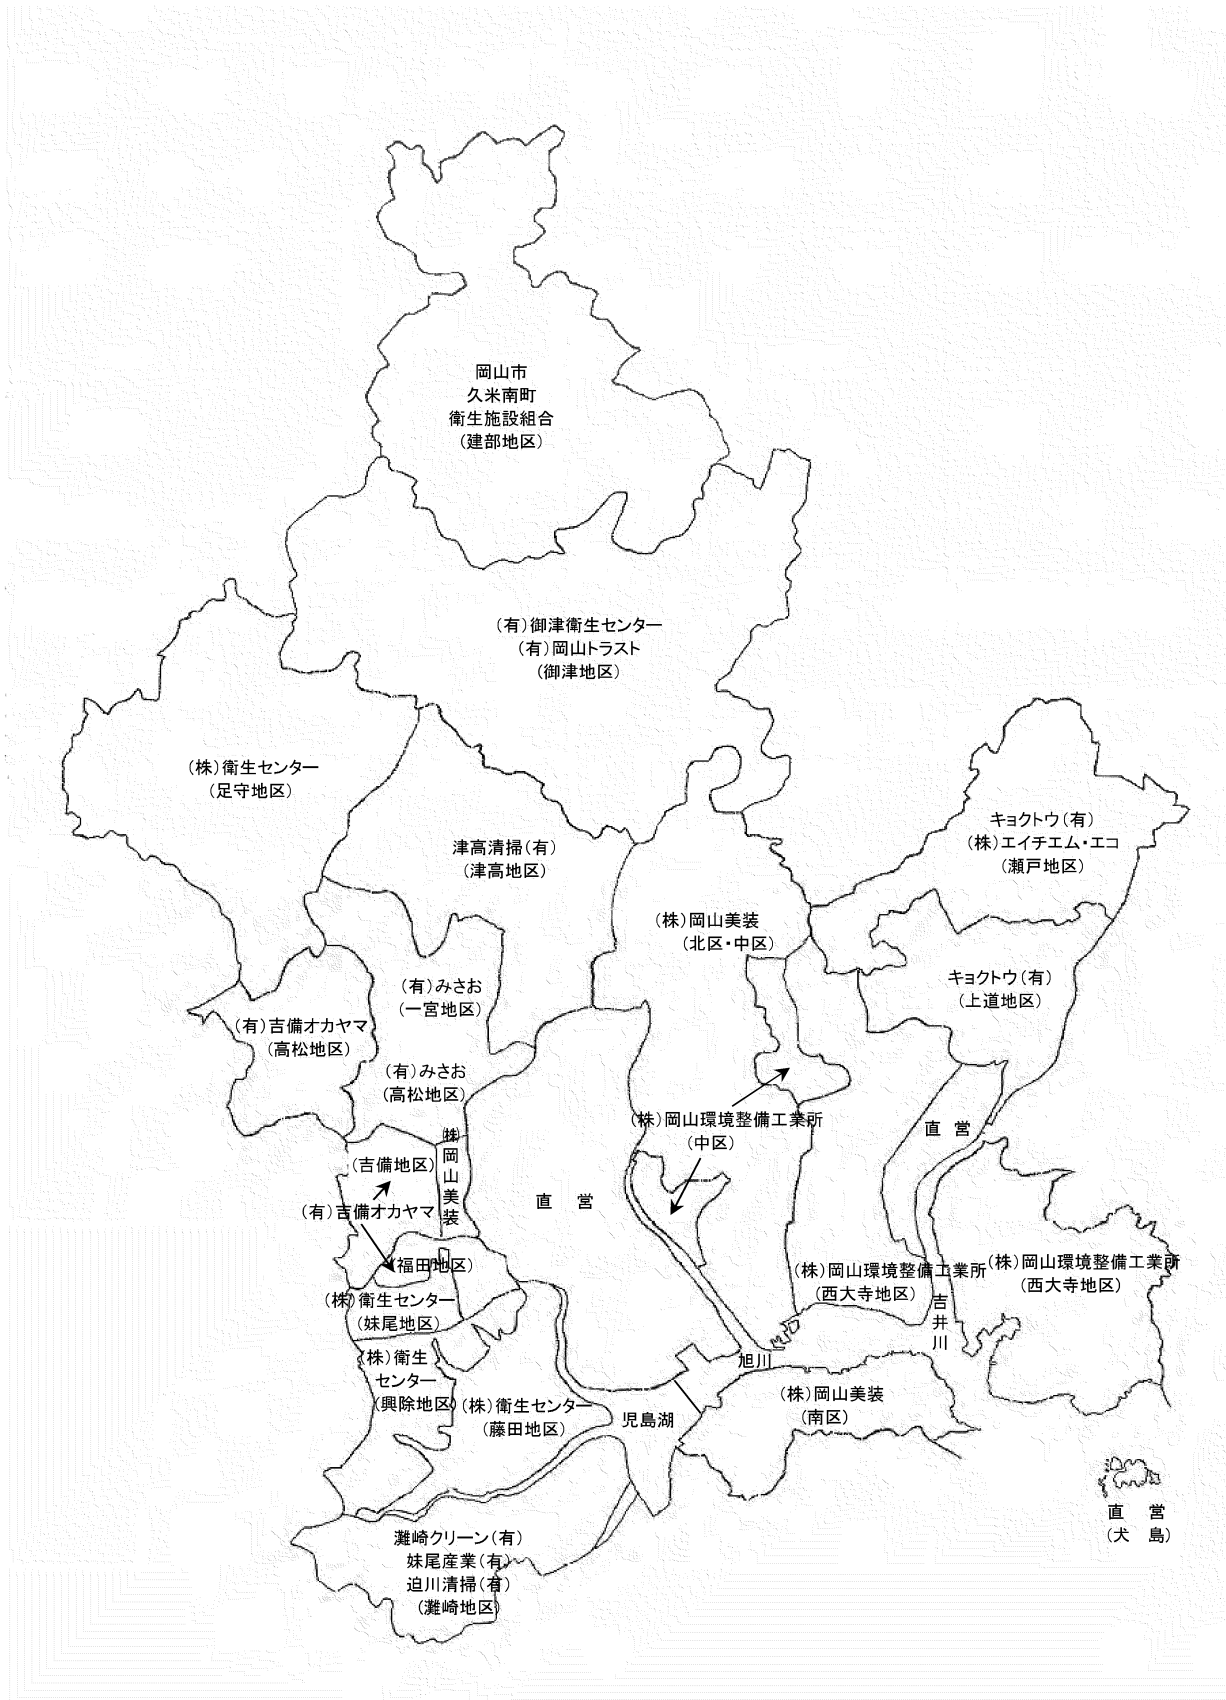 岡山市
久米南町
衛生施設組合
(建部地区)
(有)御津衛生センター
(有)岡山トラスト
(御津地区)
(株)衛生センター
(足守地区)
津高清掃(有)
(津高地区)
キョクトウ(有)
(株)エイチエム・エコ
(瀬戸地区)
(株)岡山美装
(北区・中区)
キョクトウ(有)
(上道地区)
(有)みさお
(一宮地区)
(有)吉備オカヤマ
(高松地区)
(有)みさお
(高松地区)
(株)岡山環境整備工業所
(中区)
直 営
(株)岡山美装
(吉備地区)
(有)吉備オカヤマ
直 営
(福田地区)
(株)岡山環境整備工業所
(西大寺地区)
(株)岡山環境整備工業所
(西大寺地区)
吉井川
(株)衛生センター
(妹尾地区)
旭川
(株)衛生
センター
(興除地区)
(株)衛生センター
(藤田地区)
児島湖
(株)岡山美装
(南区)
直 営
(犬 島)
灘崎クリーン(有)
妹尾産業(有)
迫川清掃(有)
(灘崎地区)